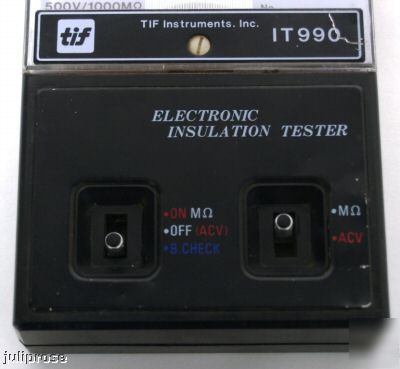 500V/1000MΩ No.
tif
TIF Instruments. Inc.
IT990
ELECTRONIC
INSULATION TESTER
•ON MΩ
•OFF (ACV)
•B.CHECK
•MΩ
•ACV
juliprose